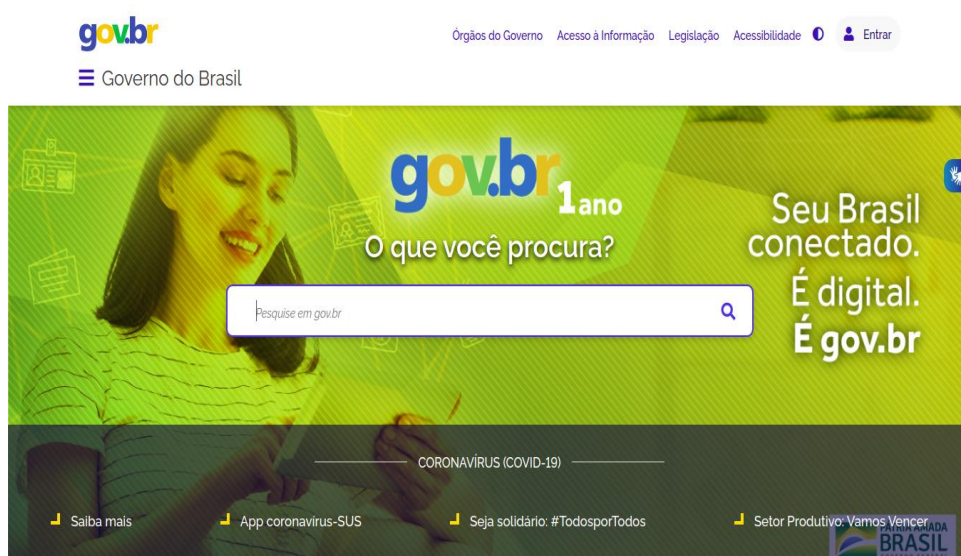 gov.br
Órgãos do Governo Acesso à Informação Legislação Acessibilidade Entrar
Governo do Brasil
gov.br 1 ano
O que você procura?
Pesquise em gov.br
Seu Brasil
conectado.
É digital.
É gov.br
CORONAVÍRUS (COVID-19)
Saiba mais App coronavírus-SUS Seja solidário: #TodosporTodos Setor Produtivo: Vamos Vencer
PÁTRIA AMADA
BRASIL